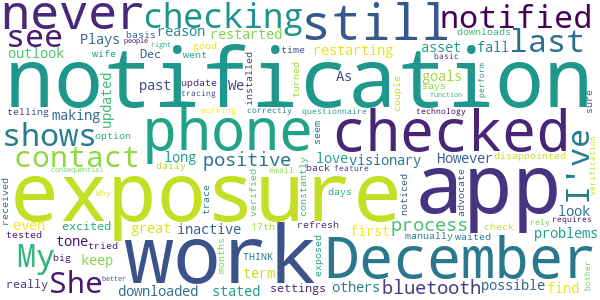 never checking still notified
see Plays basis reason restarted Dec
people right good time
downloads
last
outlook wife went restarting asset fall
notification
telling making updated past update We As
tracing installed turned
goals says
couple basic perform
sure
shows option working correctly
phone checked I've
questionnaire technology function
contact positive long love visionary However disappointed
daily seem back feature
verification
exposure app
received even great inactive trace verified email constantly days noticed advocate
look process
excited 17th refresh first check rely
My tone tried
manually waited problems
work December
tested big keep term months THINK exposed
She
consequential Why
really better
downloaded stated settings others bluetooth possible find
requires
bother